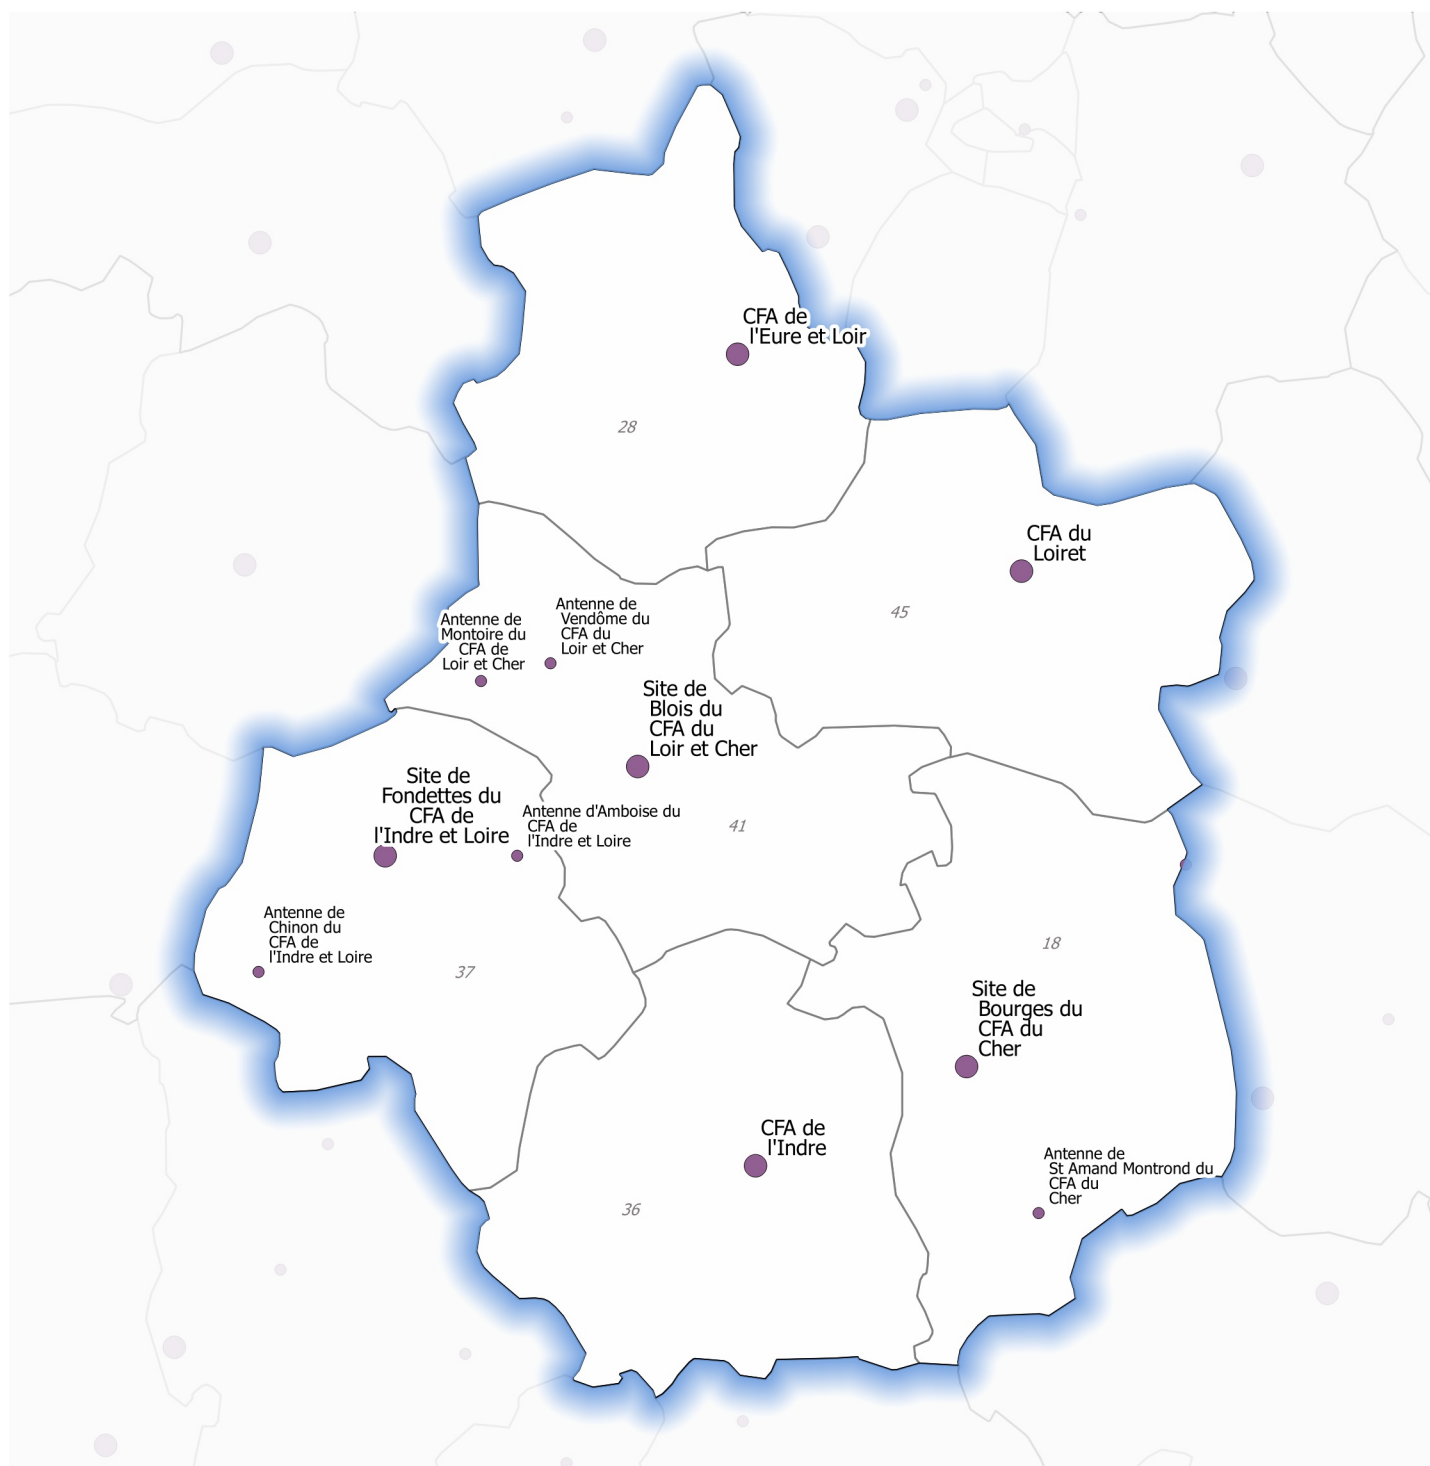 CFA de
l'Eure et Loir
28
CFA du
Loiret
45
Antenne de
Vendôme du
CFA du
Loir et Cher
Antenne de
Montoire du
CFA de
Loir et Cher
Site de
Blois du
CFA du
Loir et Cher
Site de
Fondettes du
CFA de
l'Indre et Loire
Antenne d'Amboise du
CFA de
l'Indre et Loire
41
Antenne de
Chinon du
CFA de
l'Indre et Loire
37
18
Site de
Bourges du
CFA du
Cher
CFA de
l'Indre
Antenne de
St Amand Montrond du
CFA du
Cher
36